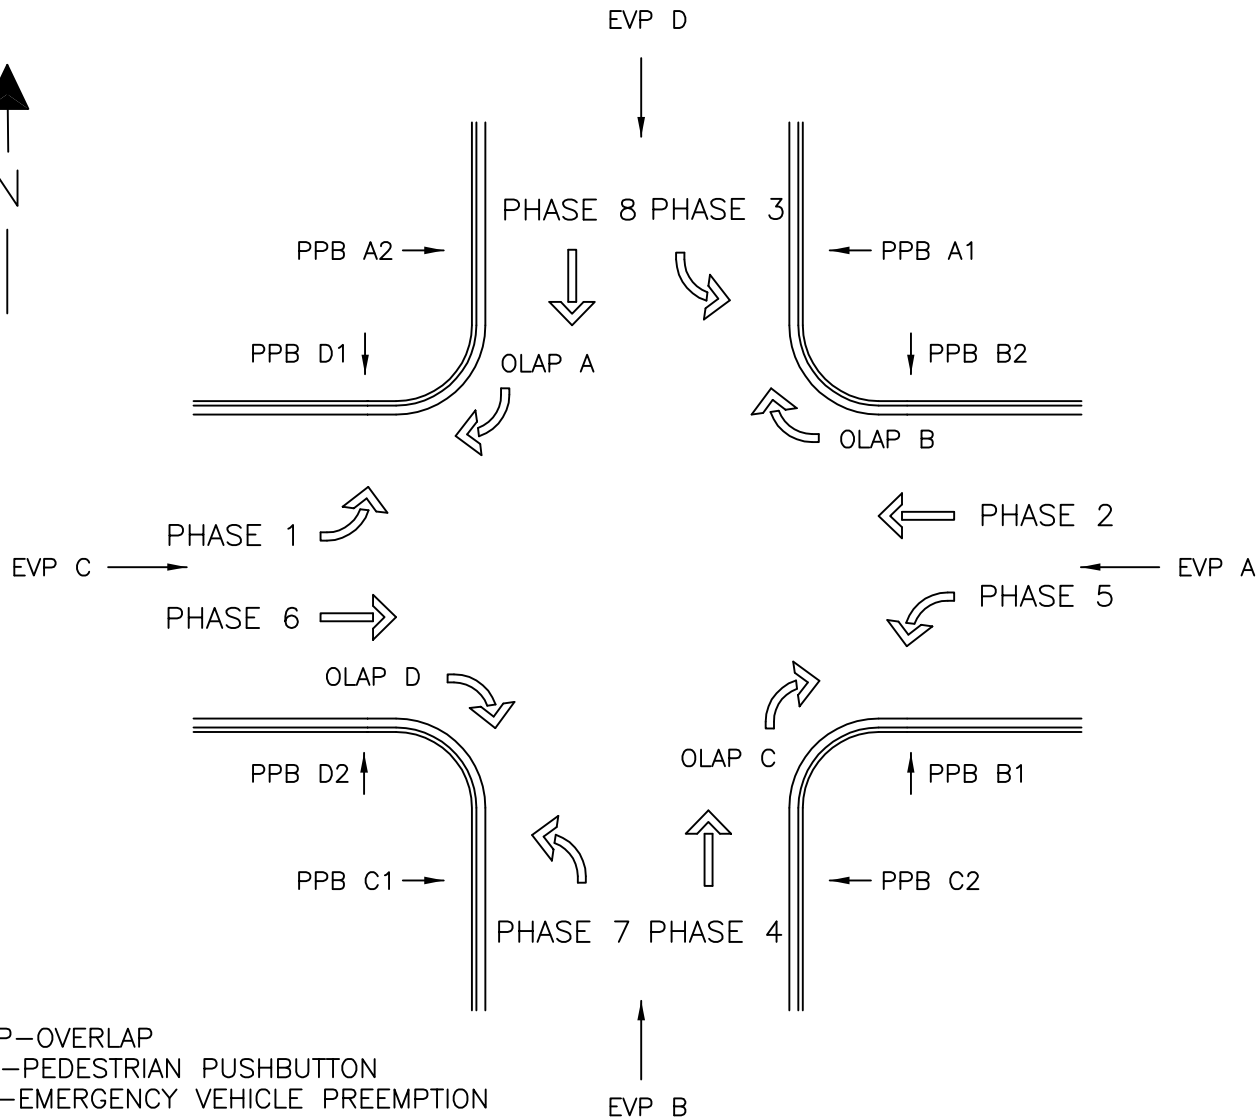 EVP D
N
PHASE 8 PHASE 3
PPB A2
PPB A1
PPB D1
OLAP A
PPB B2
OLAP B
PHASE 1
PHASE 2
EVP C
EVP A
PHASE 6
PHASE 5
OLAP D
OLAP C
PPB D2
PPB B1
PPB C1
PPB C2
PHASE 7 PHASE 4
P-OVERLAP
-PEDESTRIAN PUSHBUTTON
-EMERGENCY VEHICLE PREEMPTION
EVP B